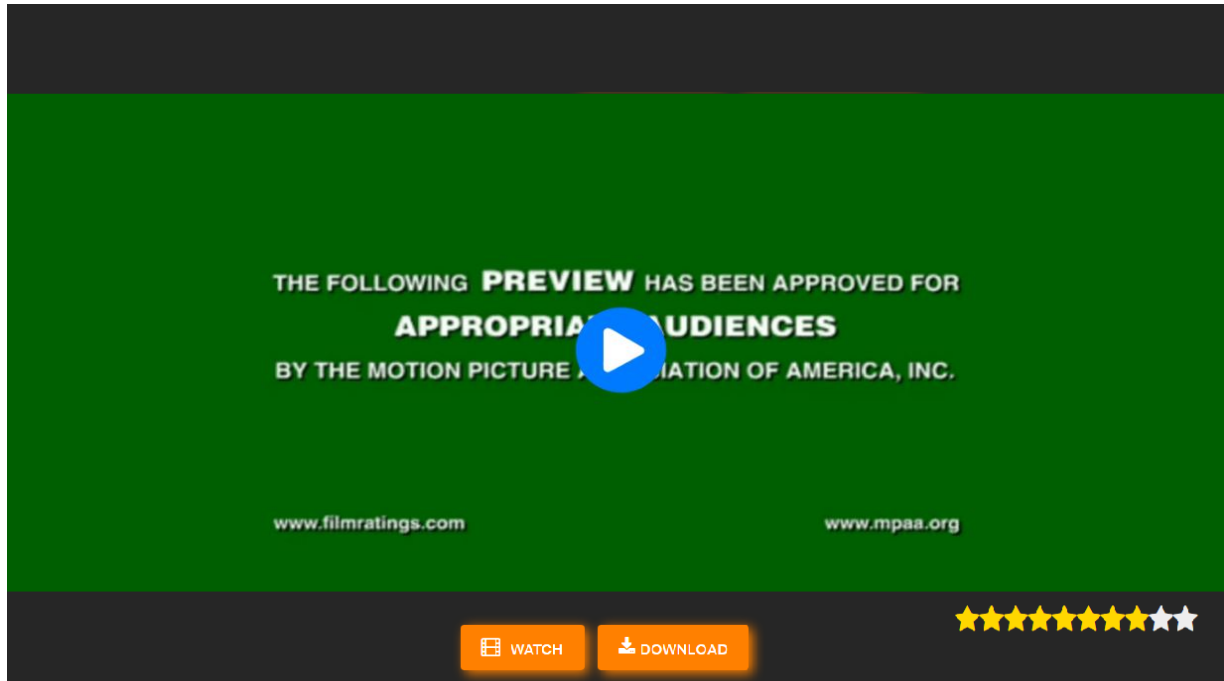 THE FOLLOWING PREVIEW HAS BEEN APPROVED FOR
AUDIENCES
BY THE MOTION PICTURE OF AMERICA, INC.
www.filmratings.com www.mpaa.org
WATCH DOWNLOAD